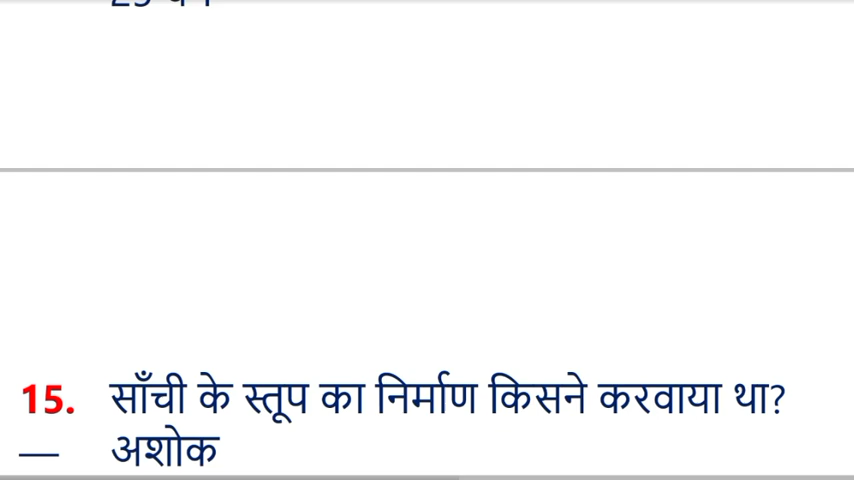 15. साँची के स्तूप का निर्माण किसने करवाया था?
— अशोक